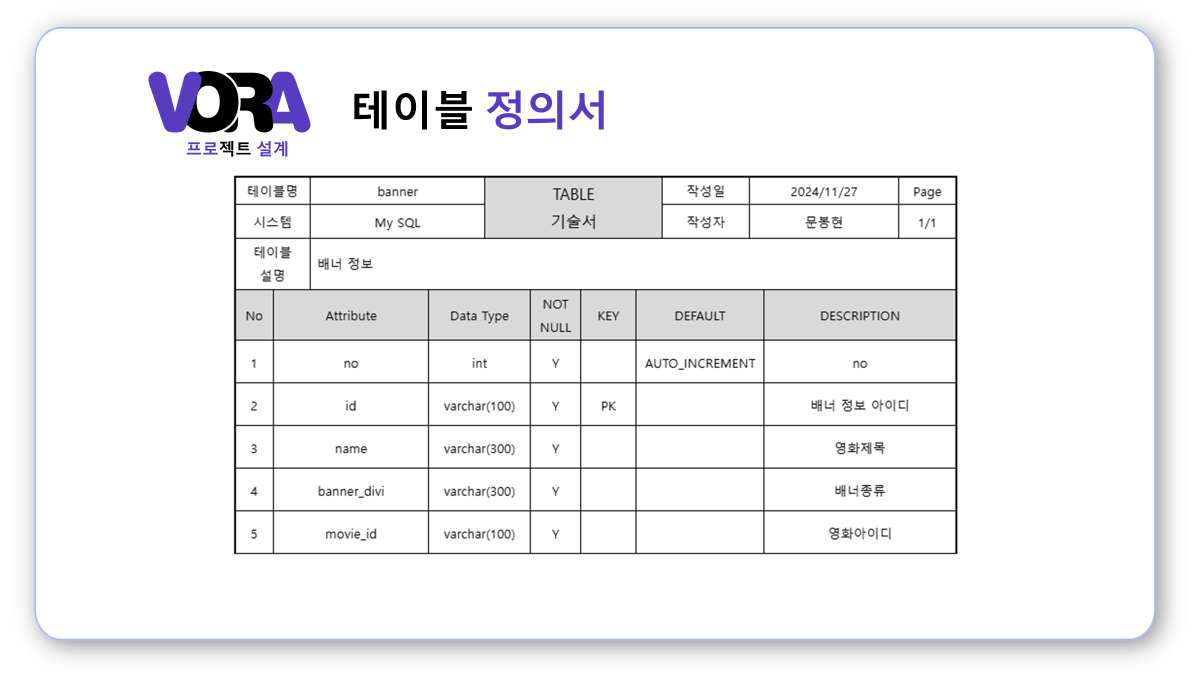 VORA
프로젝트 설계
테이블 정의서
테이블명 banner TABLE 기술서 작성일 2024/11/27 Page
시스템 My SQL 작성자 문봉현 1/1
테이블 설명 배너 정보
No Attribute Data Type NOT NULL KEY DEFAULT DESCRIPTION
1 no int Y AUTO_INCREMENT no
2 id varchar(100) Y PK 배너 정보 아이디
3 name varchar(300) Y 영화제목
4 banner_divi varchar(300) Y 배너종류
5 movie_id varchar(100) Y 영화아이디